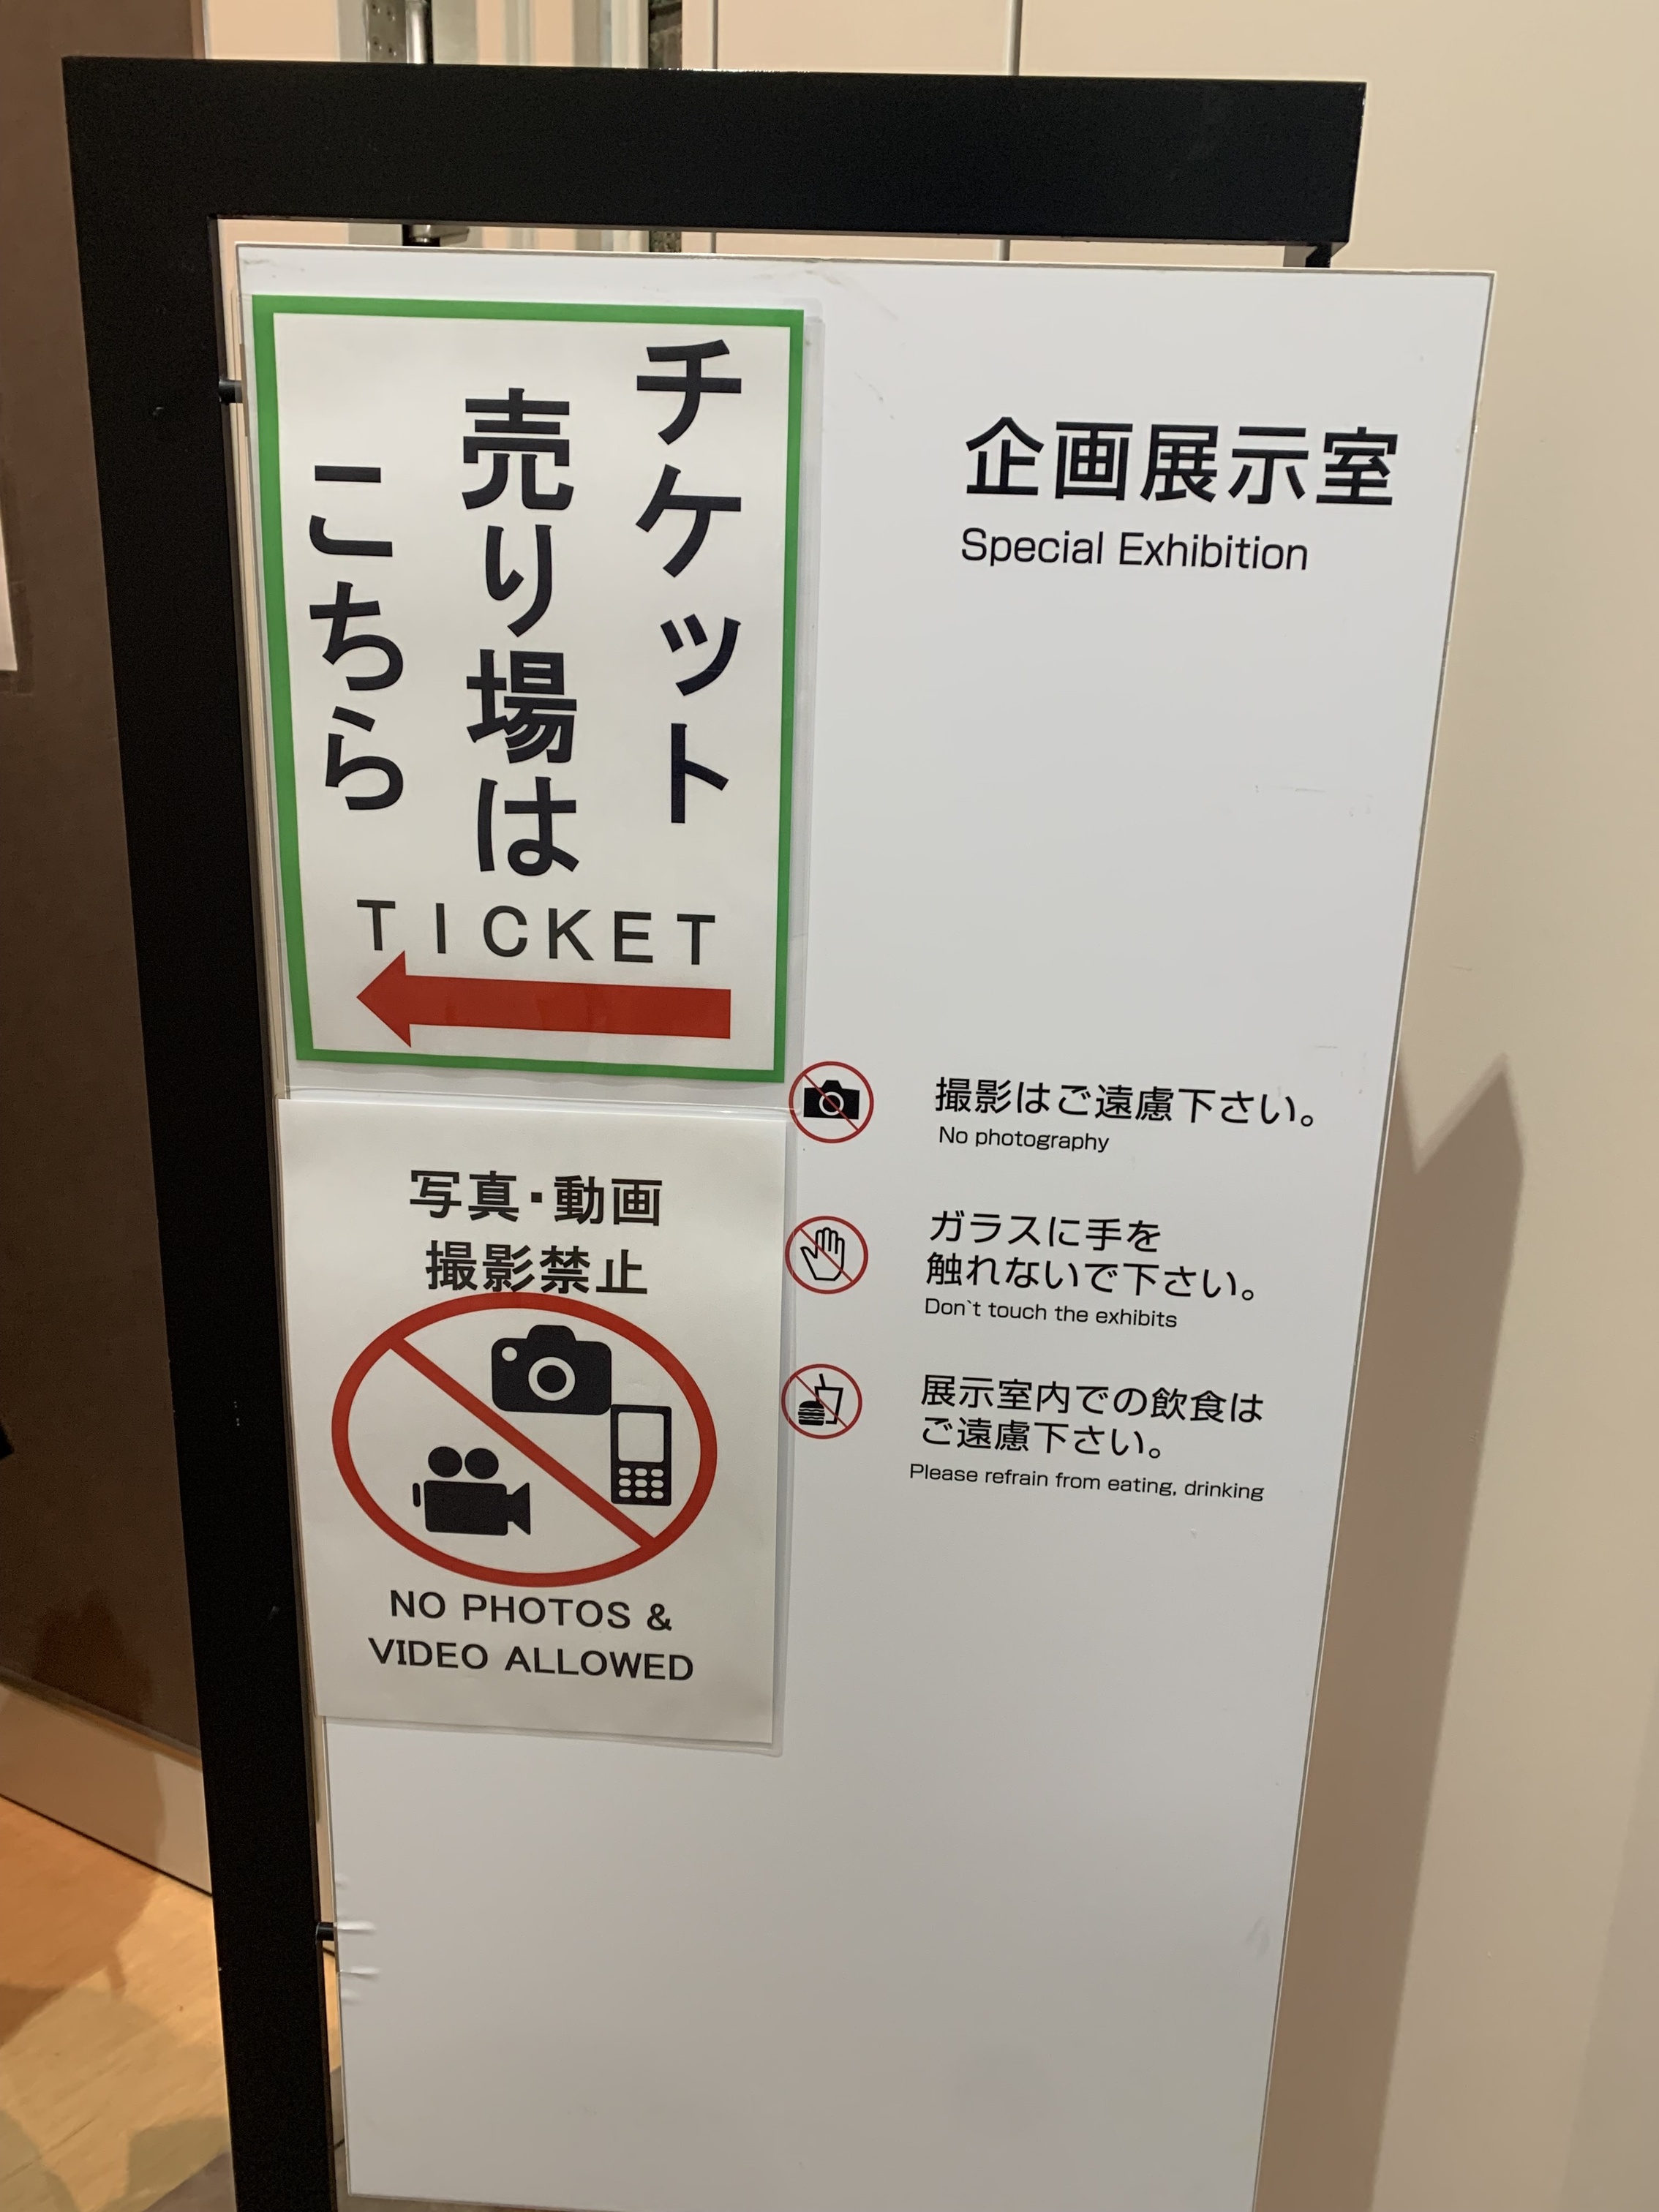 チケット
売り場は
こちら
TICKET
写真・動画
撮影禁止
NO PHOTOS &
VIDEO ALLOWED
企画展示室
Special Exhibition
撮影はご遠慮下さい。
No photography
ガラスに手を
触れないで下さい。
Don`t touch the exhibits
展示室内での飲食は
ご遠慮下さい。
Please refrain from eating, drinking